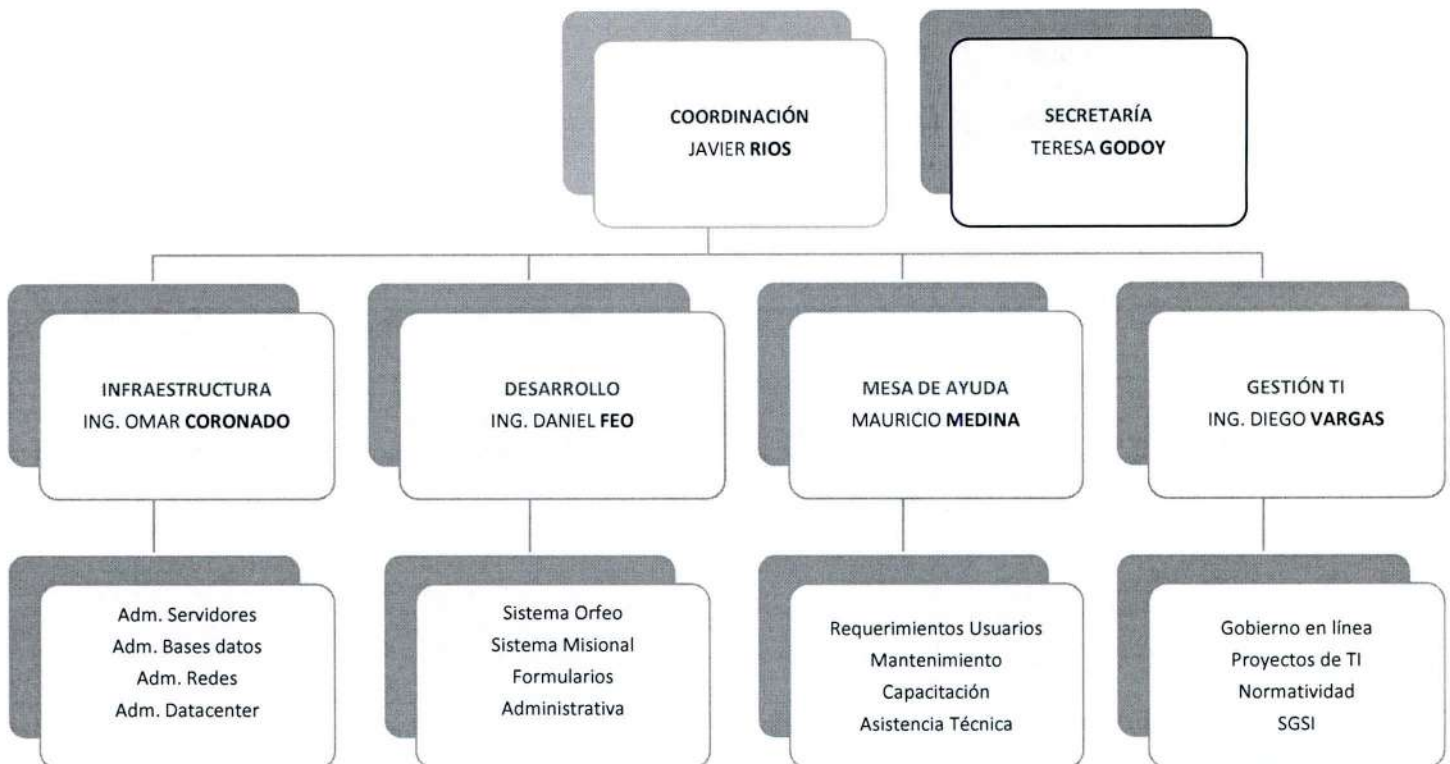 COORDINACIÓN
JAVIER RIOS
SECRETARÍA
TERESA GODOY
INFRAESTRUCTURA
ING. OMAR CORONADO
DESARROLLO
ING. DANIEL FEO
MESA DE AYUDA
MAURICIO MEDINA
GESTIÓN TI
ING. DIEGO VARGAS
Adm. Servidores
Adm. Bases datos
Adm. Redes
Adm. Datacenter
Sistema Orfeo
Sistema Misional
Formularios
Administrativa
Requerimientos Usuarios
Mantenimiento
Capacitación
Asistencia Técnica
Gobierno en línea
Proyectos de TI
Normatividad
SGSI